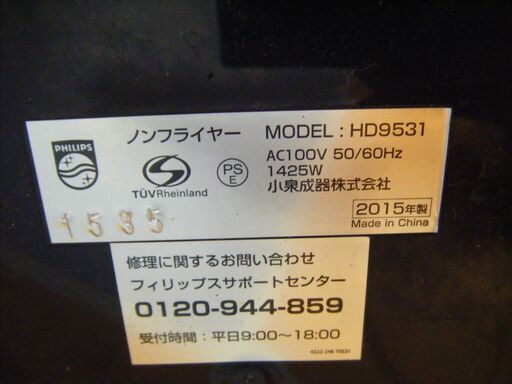 PHILIPS
TÜVRheinland
PS
E
ノンフライヤー MODEL : HD9531
AC100V 50/60Hz
1425W
小泉成器株式会社
2015年製
Made in China
1535
修理に関するお問い合わせ
フィリップスサポートセンター
0120-944-859
受付時間：平日9:00〜18:00